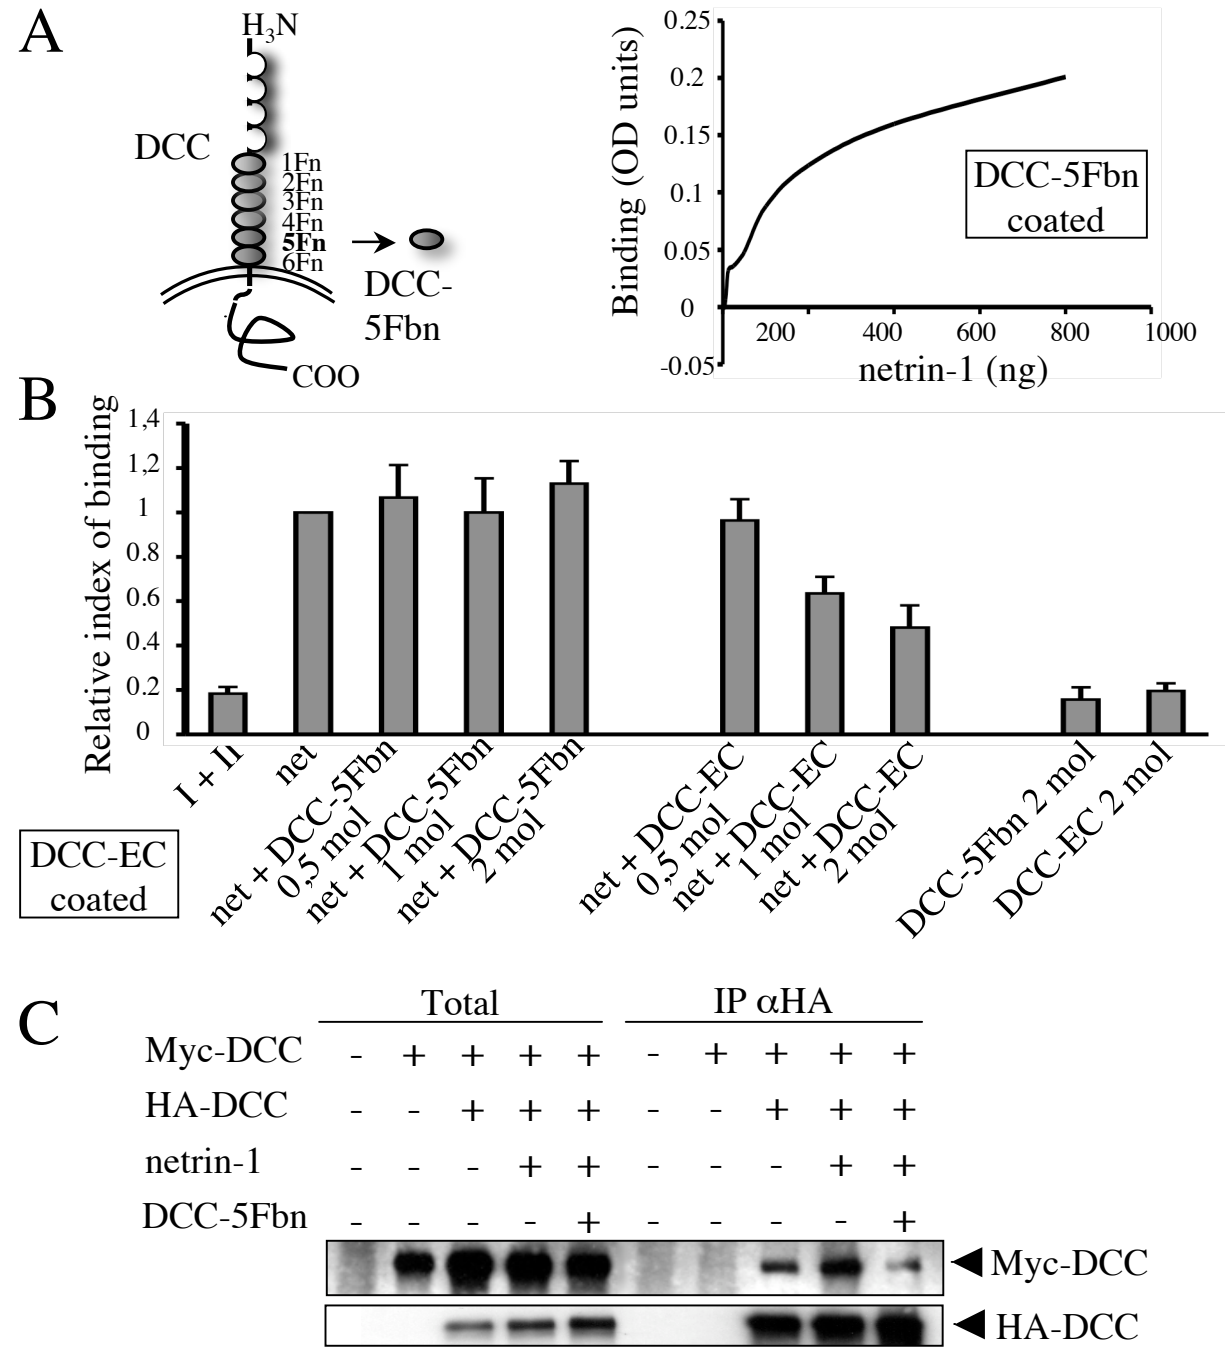 A
H3N
DCC
1Fn
2Fn
3Fn
4Fn
5Fn
6Fn
DCC-
5Fbn
COO
Binding (OD units)
0.25
0.2
0.15
0.1
0.05
0
-0.05
200 400 600 800 1000
netrin-1 (ng)
DCC-5Fbn
coated
B
Relative index of binding
1,4
1,2
1
0.8
0.6
0.4
0.2
0
I + II
net
net + DCC-5Fbn
0,5 mol
net + DCC-5Fbn
1 mol
net + DCC-5Fbn
2 mol
net + DCC-EC
0,5 mol
net + DCC-EC
1 mol
net + DCC-EC
2 mol
DCC-5Fbn 2 mol
DCC-EC 2 mol
DCC-EC
coated
C
Total IP αHA
Myc-DCC - + + + + - + + + +
HA-DCC - - + + + - - + + +
netrin-1 - - - + + - - - + +
DCC-5Fbn - - - - + - - - - +
Myc-DCC
HA-DCC